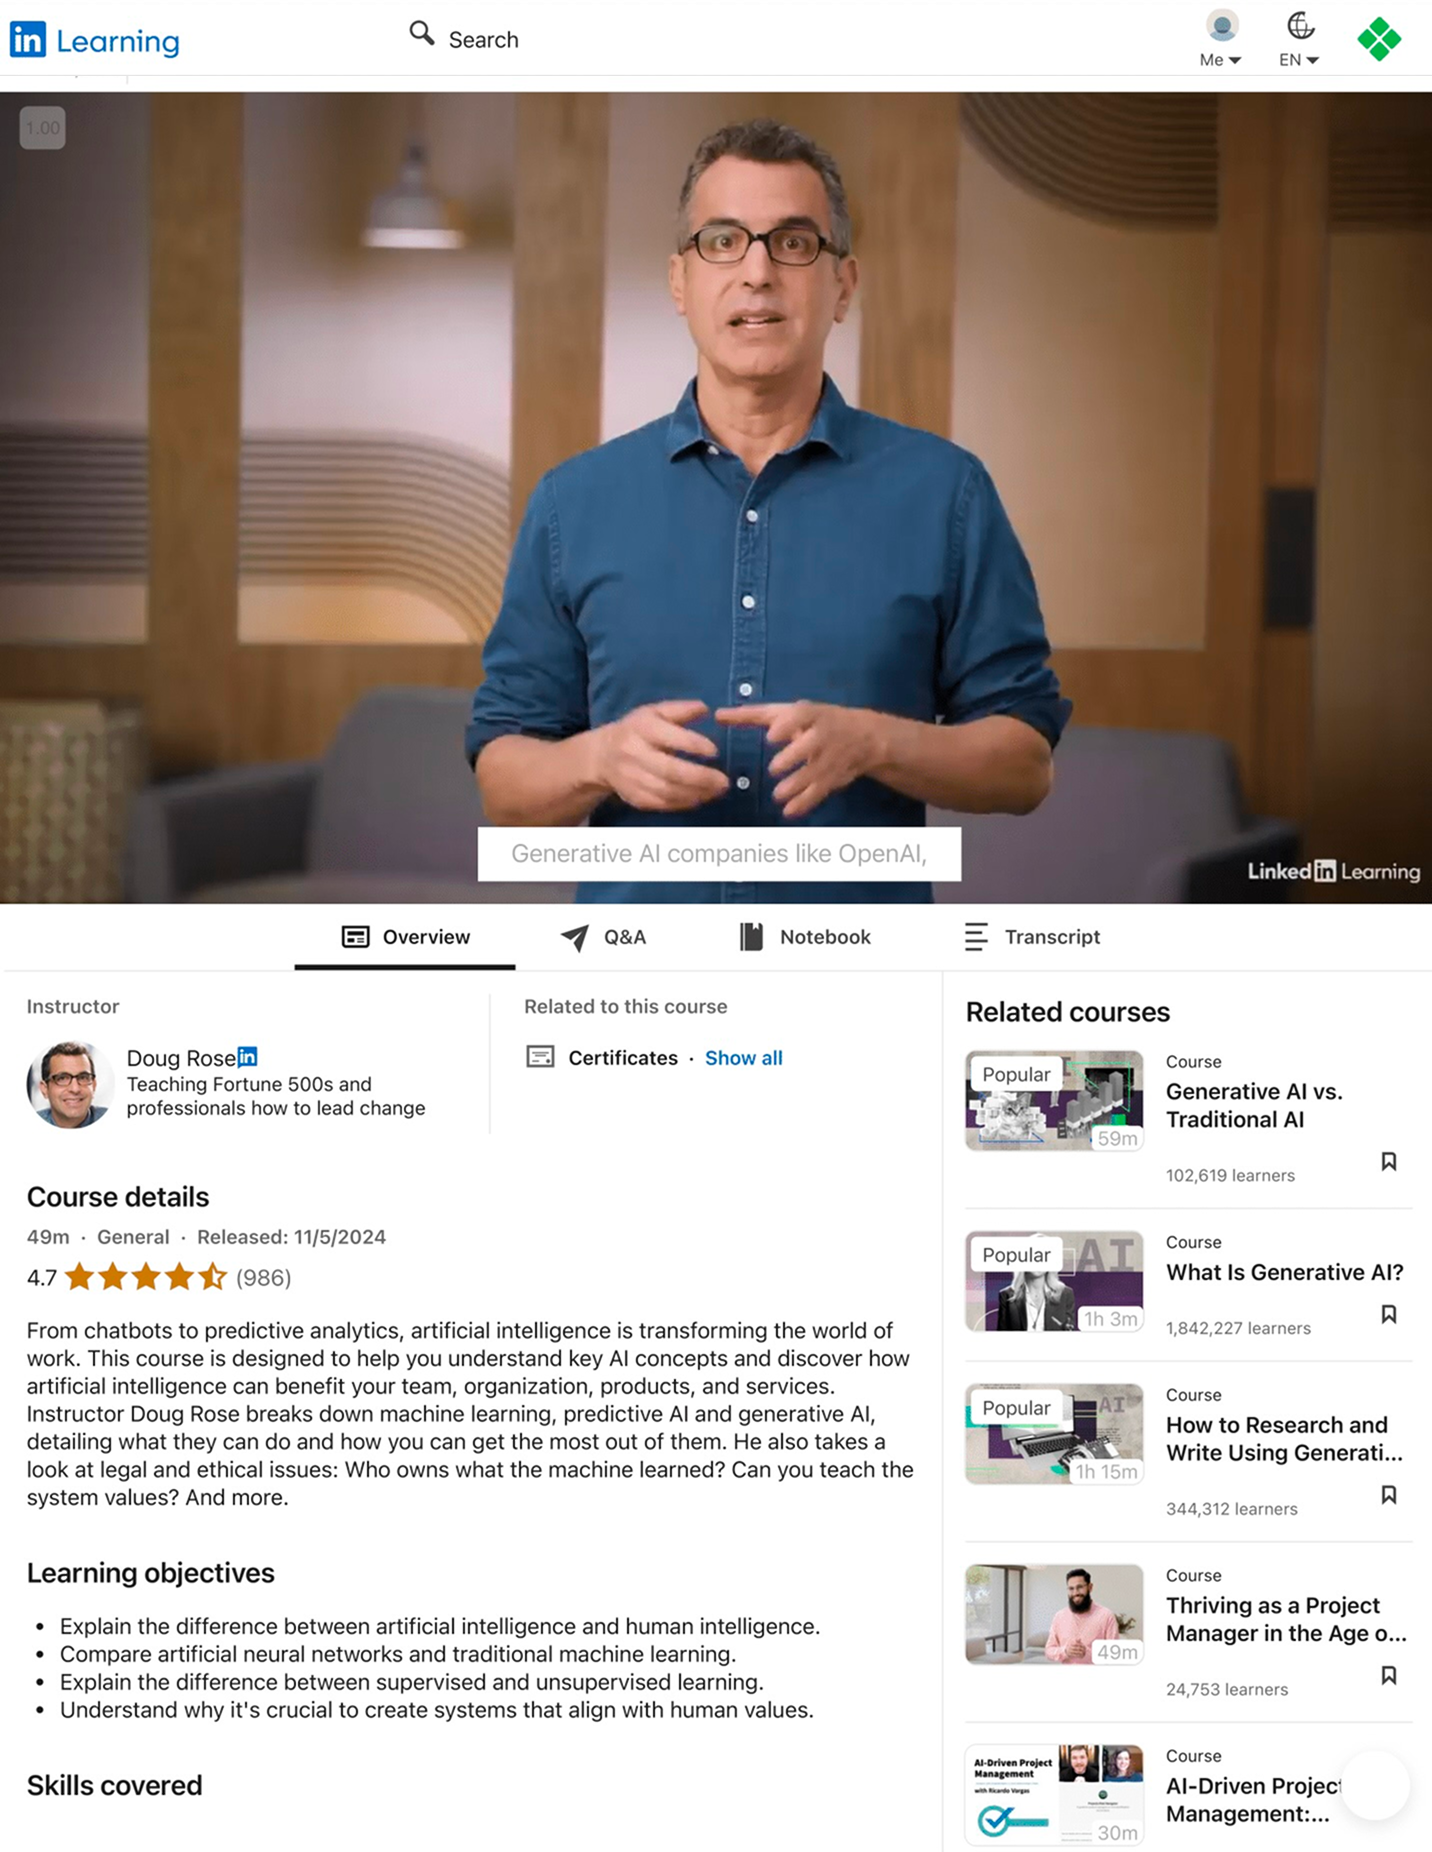 in Learning
Search
Me
EN
1.00
Generative AI companies like OpenAI,
Linked in Learning
Overview
Q&A
Notebook
Transcript
Instructor
Doug Rose in
Teaching Fortune 500s and
professionals how to lead change
Related to this course
Certificates · Show all
Course details
49m · General · Released: 11/5/2024
4.7 (986)
From chatbots to predictive analytics, artificial intelligence is transforming the world of
work. This course is designed to help you understand key AI concepts and discover how
artificial intelligence can benefit your team, organization, products, and services.
Instructor Doug Rose breaks down machine learning, predictive AI and generative AI,
detailing what they can do and how you can get the most out of them. He also takes a
look at legal and ethical issues: Who owns what the machine learned? Can you teach the
system values? And more.
Learning objectives
• Explain the difference between artificial intelligence and human intelligence.
• Compare artificial neural networks and traditional machine learning.
• Explain the difference between supervised and unsupervised learning.
• Understand why it's crucial to create systems that align with human values.
Skills covered
Related courses
Popular
59m
Course
Generative AI vs.
Traditional AI
102,619 learners
Popular
AI
1h 3m
Course
What Is Generative AI?
1,842,227 learners
Popular
AI
1h 15m
Course
How to Research and
Write Using Generati...
344,312 learners
49m
Course
Thriving as a Project
Manager in the Age o...
24,753 learners
AI-Driven Project
Management
with Ricardo Vargas
30m
Course
AI-Driven Project
Management:...